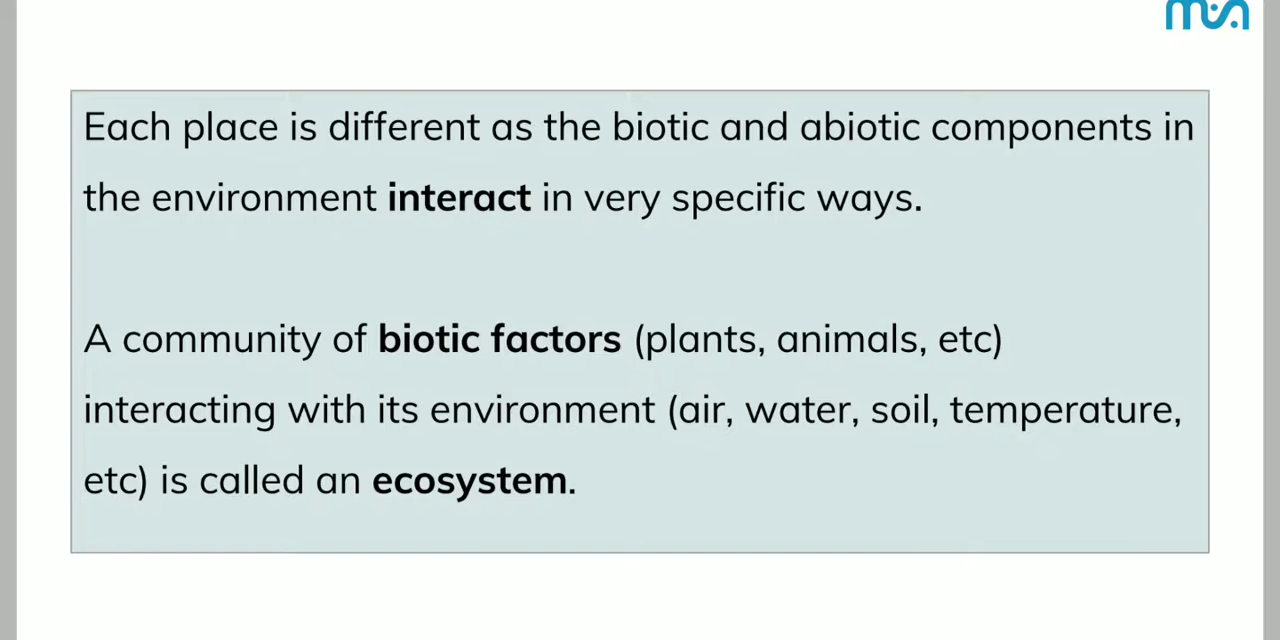 Each place is different as the biotic and abiotic components in
the environment interact in very specific ways.
A community of biotic factors (plants, animals, etc)
interacting with its environment (air, water, soil, temperature,
etc) is called an ecosystem.